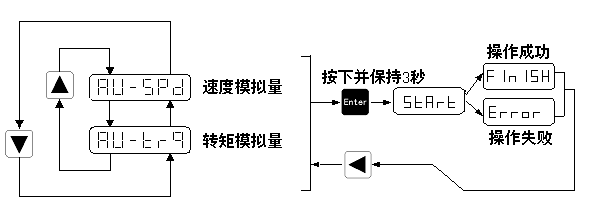 AU-SPd
速度模拟量
AU-trq
转矩模拟量
按下并保持3秒
Enter
StArt
操作成功
FInISH
Error
操作失败